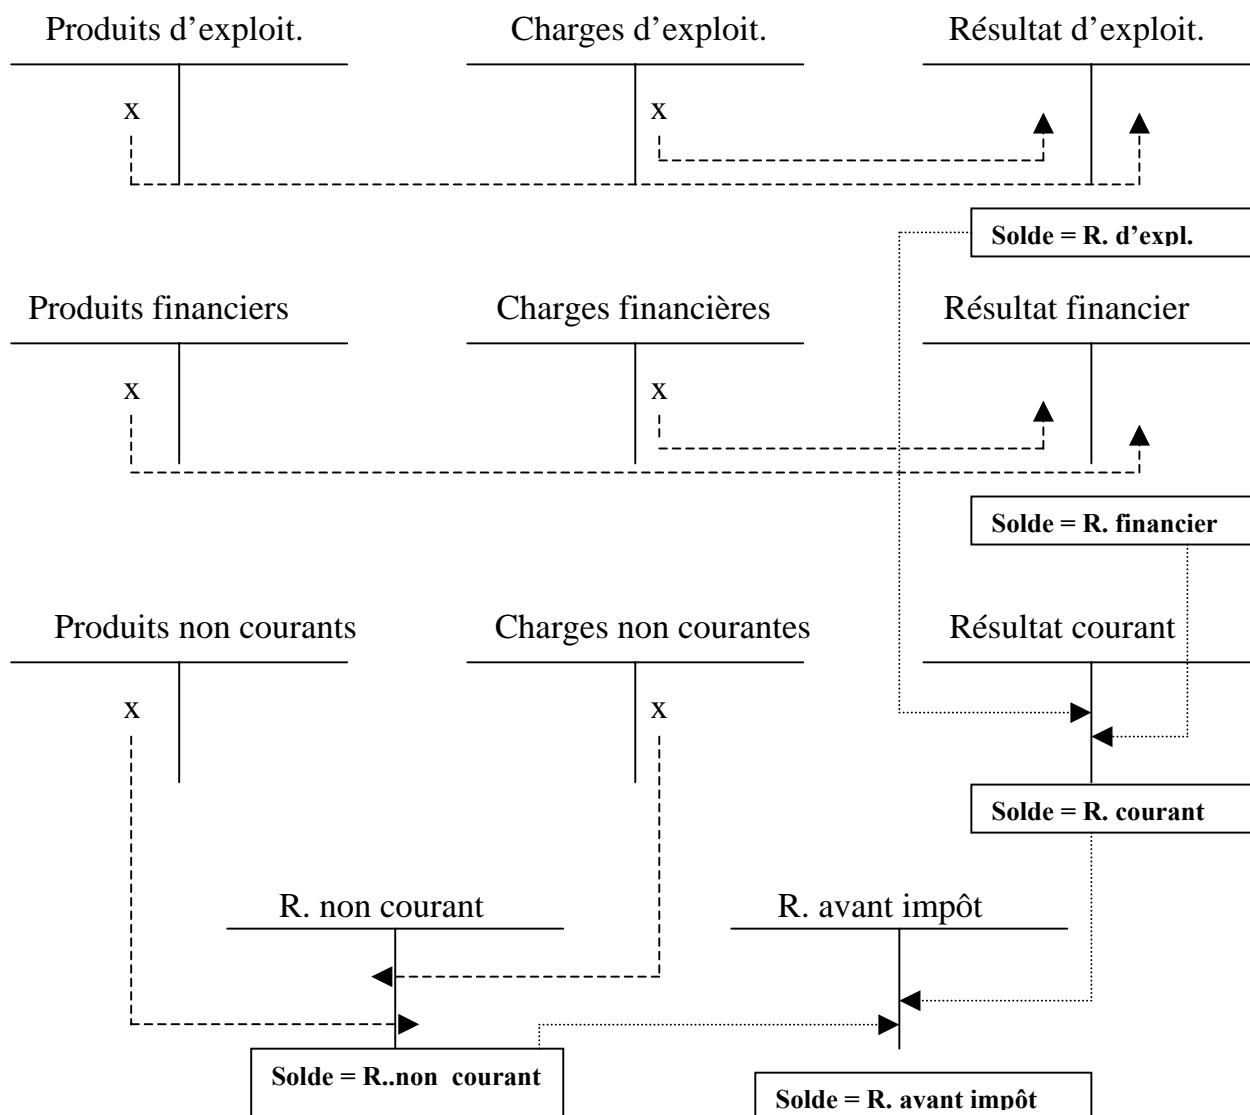 Produits d’exploit. Charges d’exploit. Résultat d’exploit.
x x
Solde = R. d’expl.
Produits financiers Charges financières Résultat financier
x x
Solde = R. financier
Produits non courants Charges non courantes Résultat courant
x x
Solde = R. courant
R. non courant R. avant impôt
Solde = R..non courant
Solde = R. avant impôt